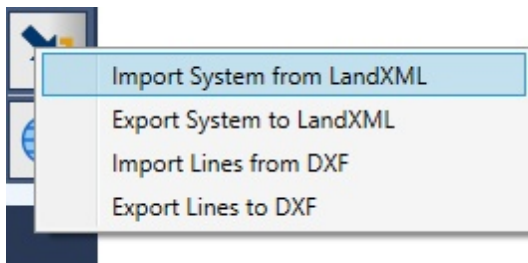 Import System from LandXML
Export System to LandXML
Import Lines from DXF
Export Lines to DXF